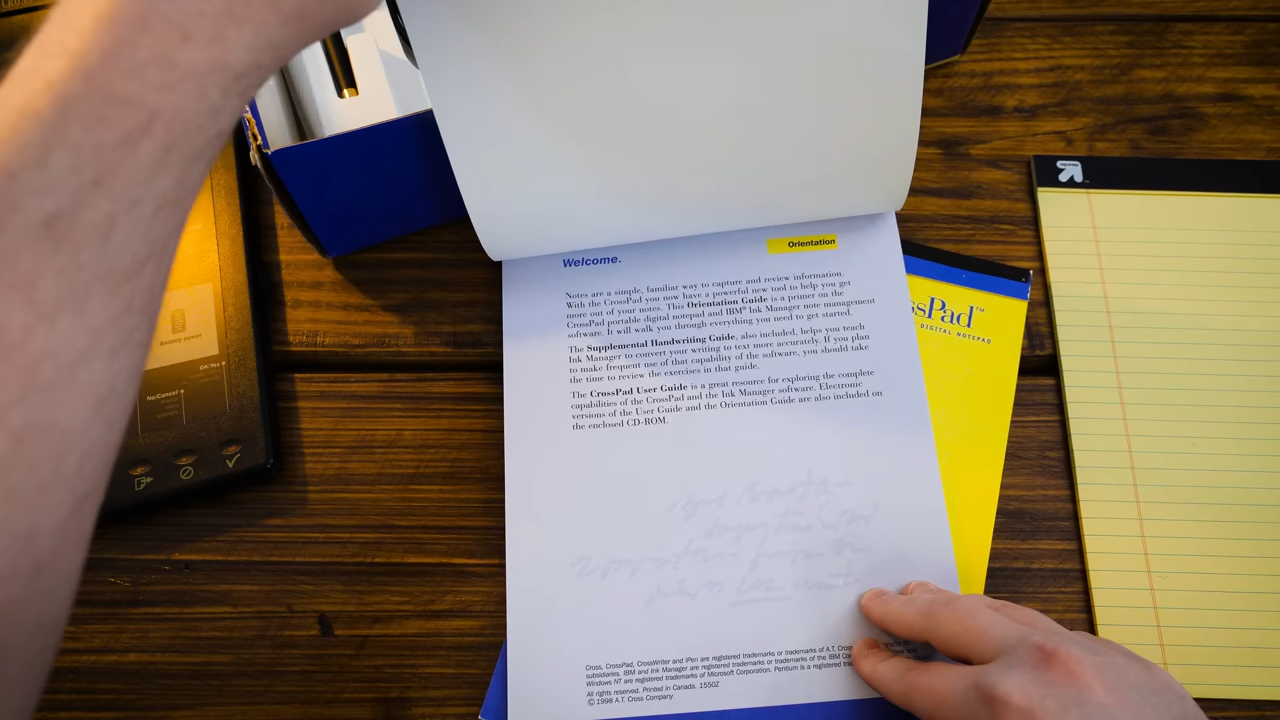 Welcome.
Orientation
Notes are a simple, familiar way to capture and review information.
With the CrossPad you now have a powerful new tool to help you get
more out of your notes. This Orientation Guide is a primer on the
CrossPad portable digital notepad and IBM® Ink Manager note management
software. It will walk you through everything you need to get started.
The Supplemental Handwriting Guide, also included, helps you teach
Ink Manager to convert your writing to text more accurately. If you plan
to make frequent use of that capability of the software, you should take
the time to review the exercises in that guide.
The CrossPad User Guide is a great resource for exploring the complete
capabilities of the CrossPad and the Ink Manager software. Electronic
versions of the User Guide and the Orientation Guide are also included on
the enclosed CD-ROM.
Cross, CrossPad, CrossWriter and iPen are registered trademarks or trademarks of A.T.
subsidiaries. IBM and Ink Manager are registered trademarks or trademarks of the IBM
Windows NT are registered trademarks of Microsoft Corporation. Pentium is a registered
All rights reserved. Printed in Canada. 1550Z
© 1998 A.T. Cross Company
ssPad™
DIGITAL NOTEPAD
Battery power
No/Cancel